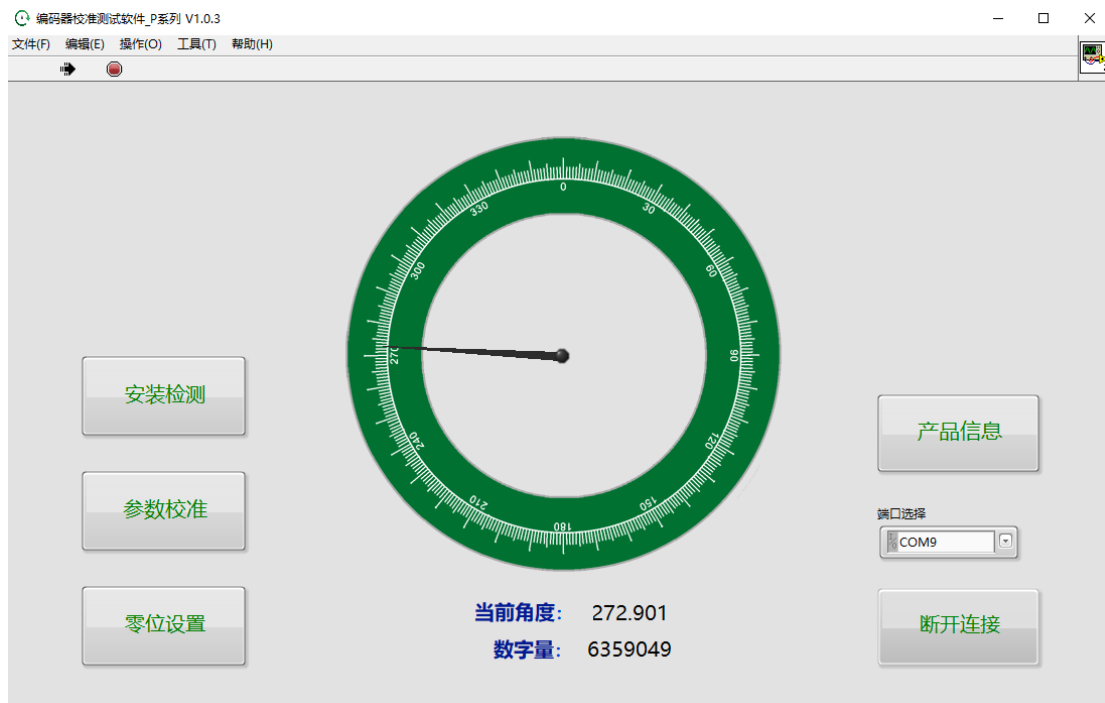 编码器校准测试软件_P系列 V1.0.3
文件(F) 编辑(E) 操作(O) 工具(T) 帮助(H)
0
30
60
90
120
150
180
210
240
270
300
330
安装检测
参数校准
零位设置
当前角度: 272.901
数字量: 6359049
产品信息
端口选择
COM9
断开连接